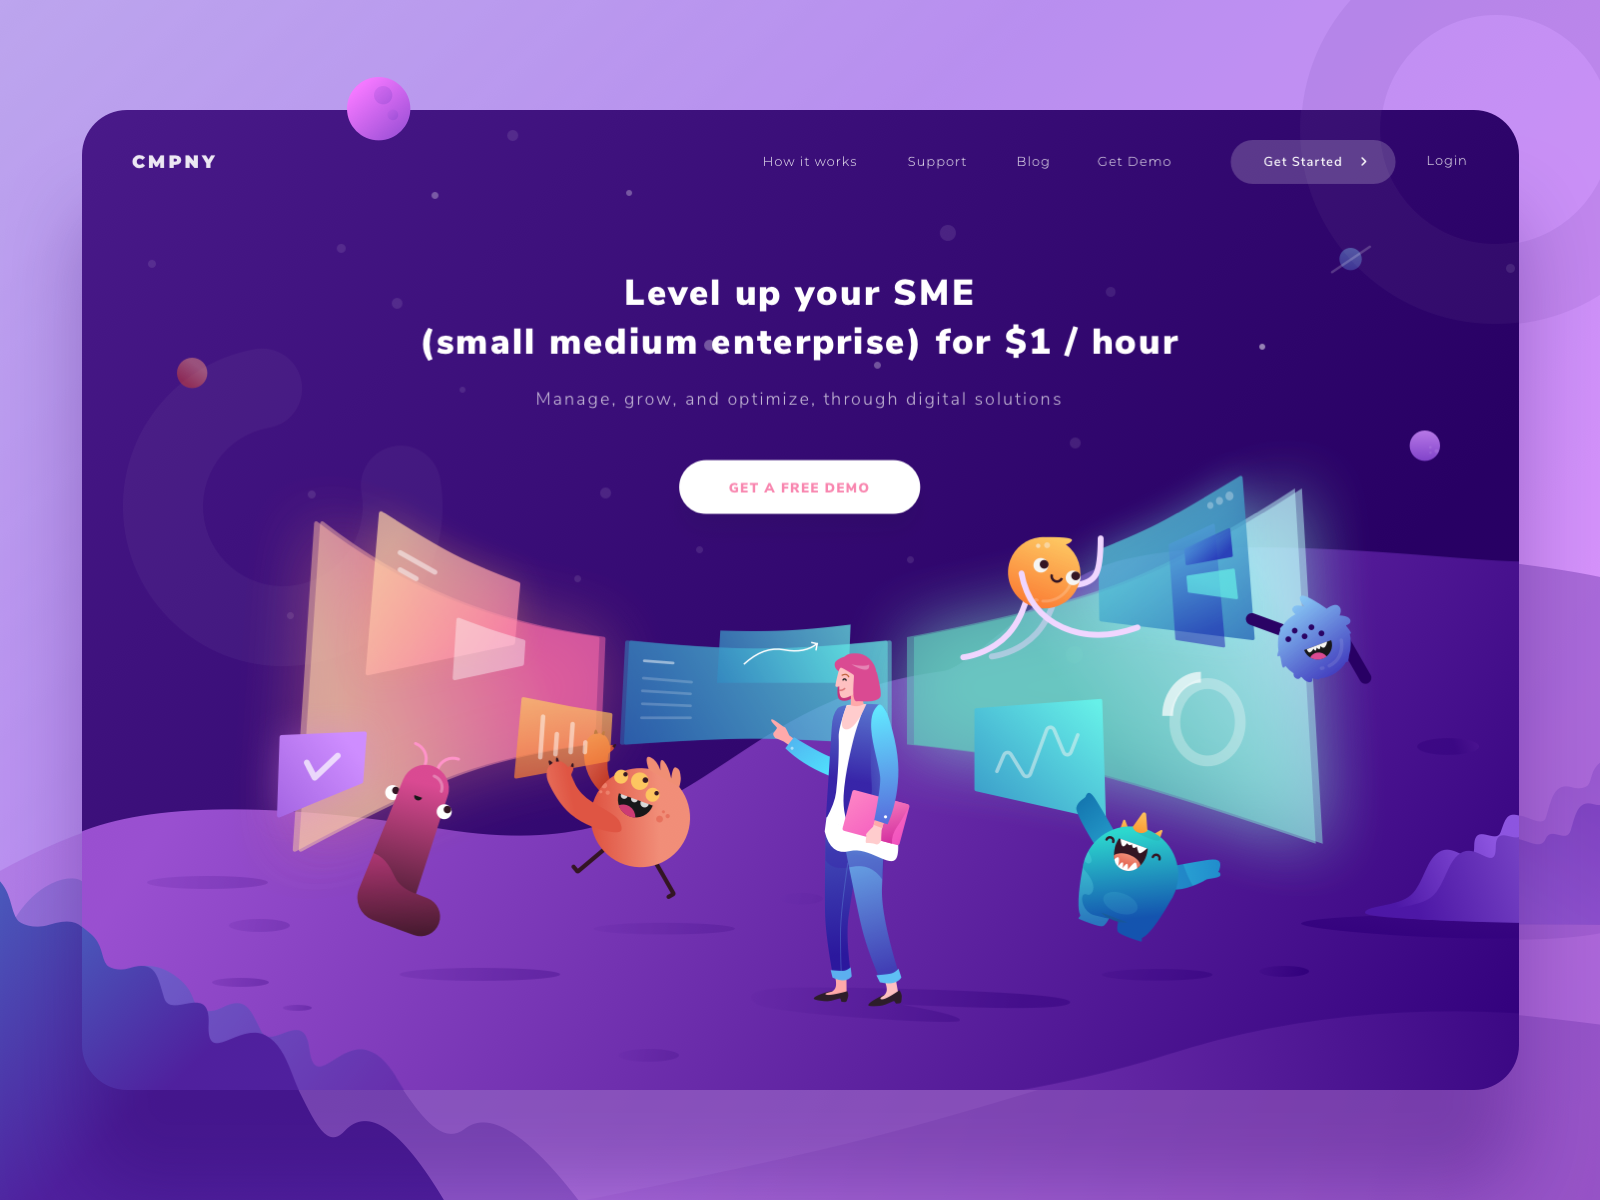 CMPNY
How it works
Support
Blog
Get Demo
Get Started
Login
Level up your SME
(small medium enterprise) for $1 / hour
Manage, grow, and optimize, through digital solutions
GET A FREE DEMO